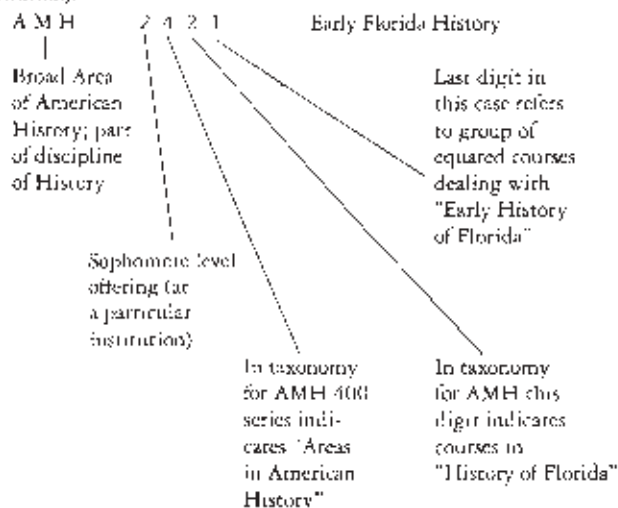 A M H 2 4 2 1 Early Florida History
Broad Area
of American
History; part
of discipline
of History
Last digit in
this case refers
to group of
equated courses
dealing with
"Early History
of Florida"
Sophomore level
offering (at
a particular
institution)
In taxonomy
for AMH 400
series indi-
cates "Areas
in American
History"
In taxonomy
for AMH this
digit indicates
courses in
"History of Florida"